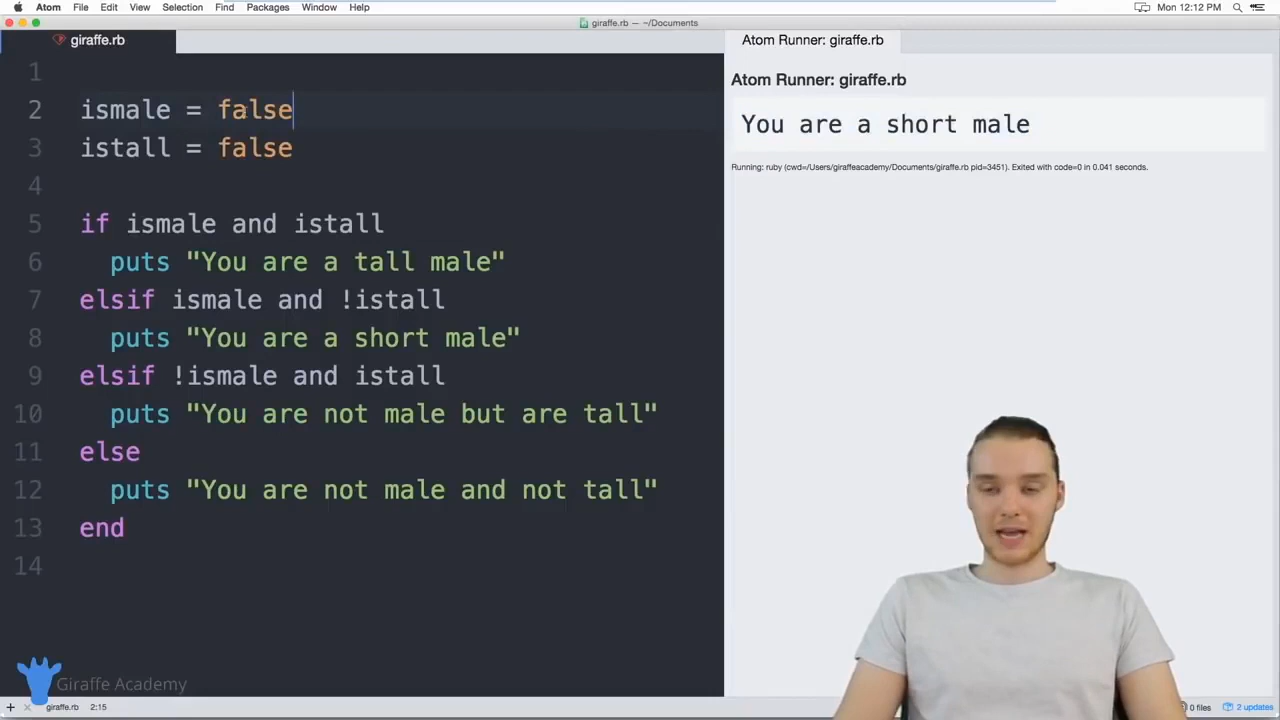 Atom File Edit View Selection Find Packages Window Help Mon 12:12 PM
giraffe.rb — ~/Documents
giraffe.rb
Atom Runner: giraffe.rb
Atom Runner: giraffe.rb
You are a short male
Running: ruby (cwd=/Users/giraffeacademy/Documents/giraffe.rb pid=3451). Exited with code=0 in 0.041 seconds.
1
2 ismale = false
3 istall = false
4
5 if ismale and istall
6 puts "You are a tall male"
7 elsif ismale and !istall
8 puts "You are a short male"
9 elsif !ismale and istall
10 puts "You are not male but are tall"
11 else
12 puts "You are not male and not tall"
13 end
14
Giraffe Academy
giraffe.rb 2:15 0 files 2 updates